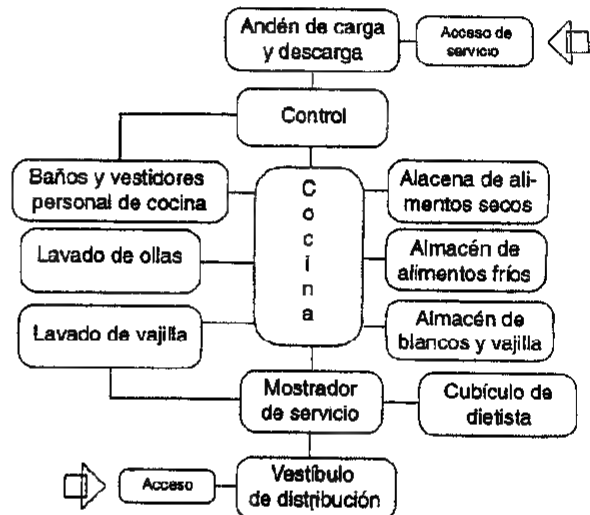 Andén de carga
y descarga
Acceso de
servicio
Control
Baños y vestidores
personal de cocina
Cocina
Alacena de ali-
mentos secos
Lavado de ollas
Almacén de
alimentos fríos
Lavado de vajilla
Almacén de
blancos y vajilla
Mostrador
de servicio
Cubículo de
dietista
Acceso
Vestíbulo
de distribución